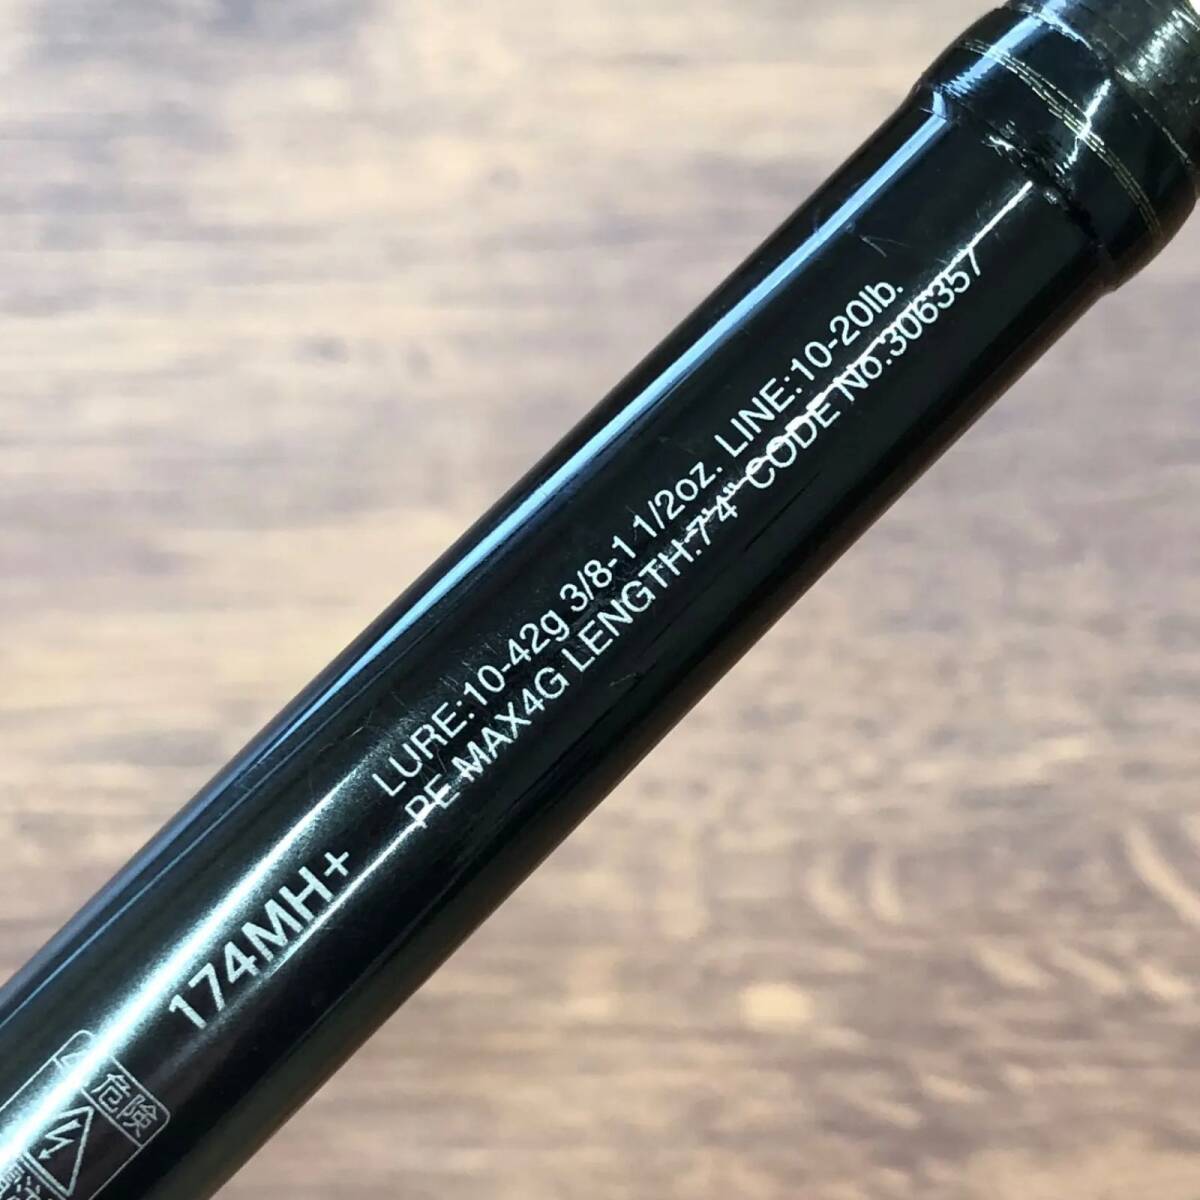 174MH+
LURE:10-42g 3/8-1 1/2oz. LINE:10-20lb.
PE MAX4G LENGTH:7'4" CODE No.306357
危険